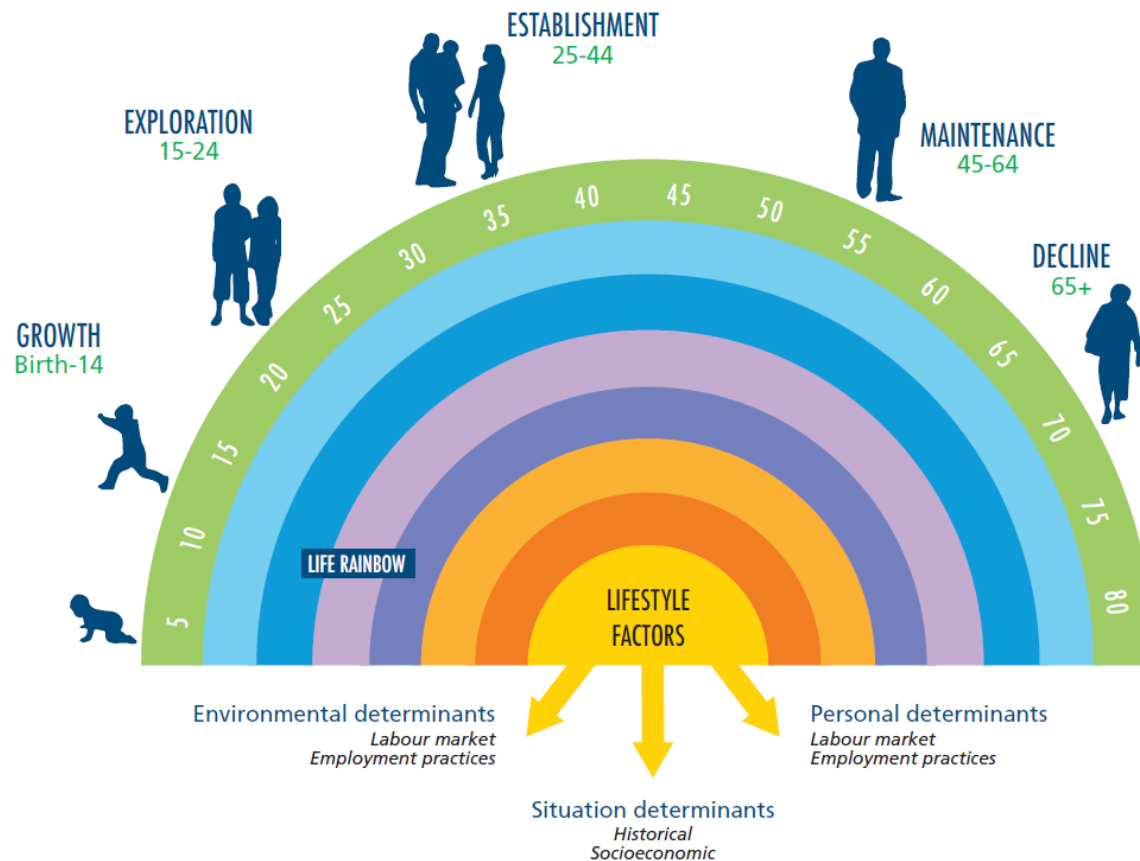 ESTABLISHMENT
25-44
EXPLORATION
15-24
MAINTENANCE
45-64
DECLINE
65+
GROWTH
Birth-14
5
10
15
20
25
30
35
40
45
50
55
60
65
70
75
80
LIFE RAINBOW
LIFESTYLE
FACTORS
Environmental determinants
Labour market
Employment practices
Personal determinants
Labour market
Employment practices
Situation determinants
Historical
Socioeconomic